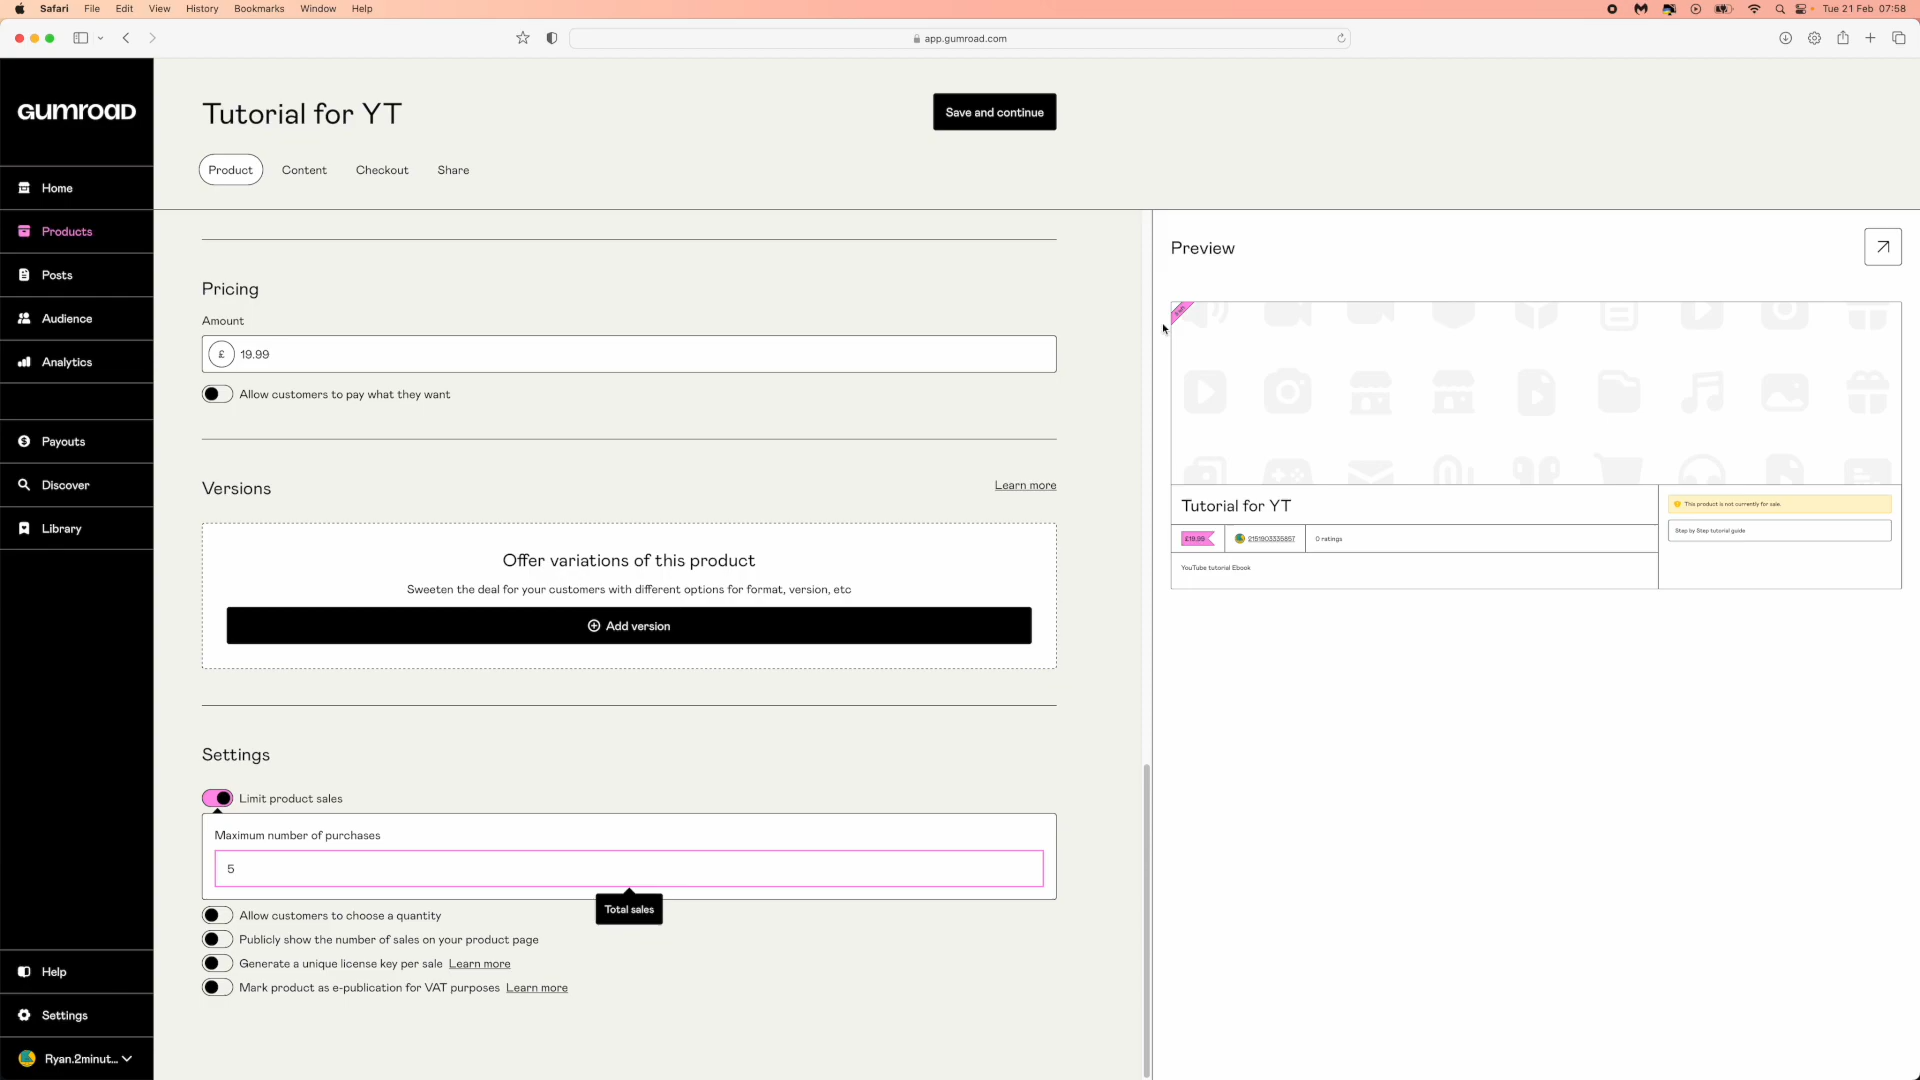 Safari File Edit View History Bookmarks Window Help
Tue 21 Feb 07:58
app.gumroad.com
GUMROAD
Home
Products
Posts
Audience
Analytics
Payouts
Discover
Library
Help
Settings
Ryan.2minut...
Tutorial for YT
Save and continue
Product Content Checkout Share
Pricing
Amount
£ 19.99
Allow customers to pay what they want
Versions
Learn more
Offer variations of this product
Sweeten the deal for your customers with different options for format, version, etc
Add version
Settings
Limit product sales
Maximum number of purchases
5
Total sales
Allow customers to choose a quantity
Publicly show the number of sales on your product page
Generate a unique license key per sale Learn more
Mark product as e-publication for VAT purposes Learn more
Preview
Tutorial for YT
£19.99
2151903335857
0 ratings
YouTube tutorial Ebook
This product is not currently for sale.
Step by Step tutorial guide